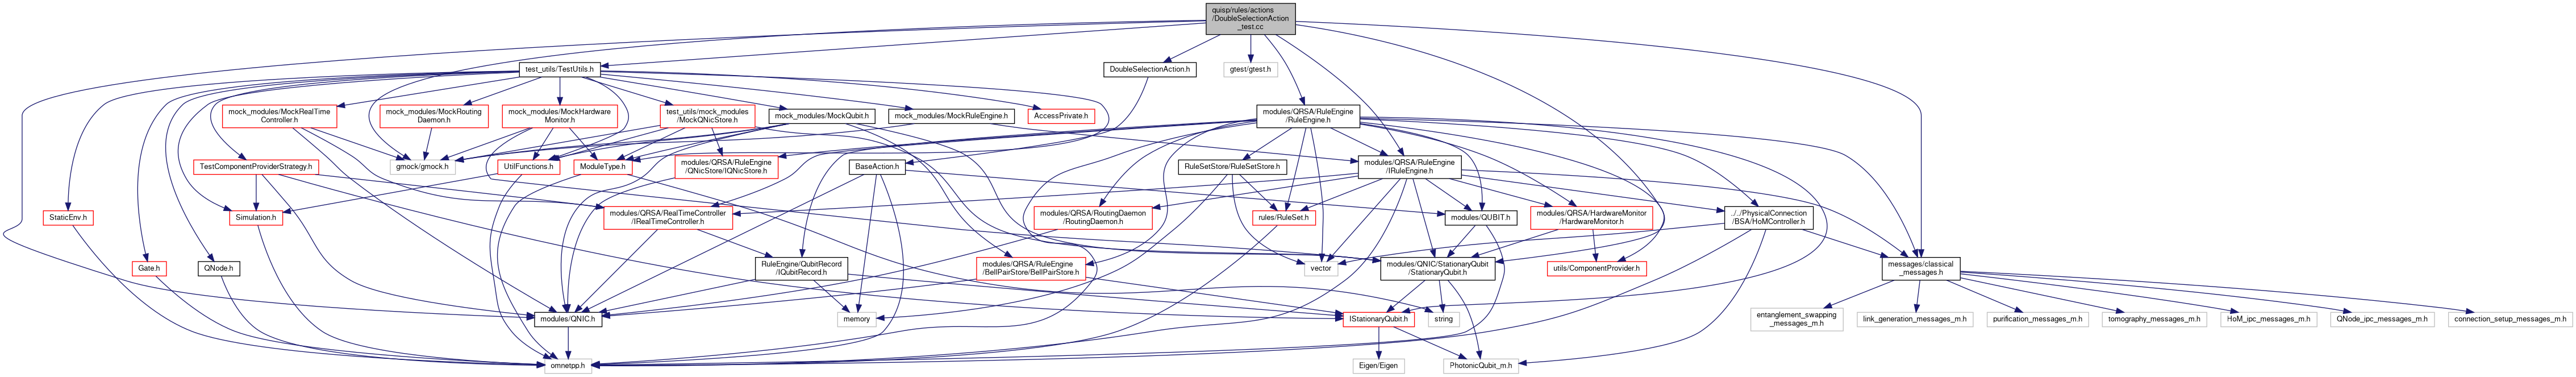 quisp/rules/actions
/DoubleSelectionAction
_test.cc
test_utils/TestUtils.h
DoubleSelectionAction.h
gtest/gtest.h
mock_modules/MockRealTime
Controller.h
mock_modules/MockRouting
Daemon.h
mock_modules/MockHardware
Monitor.h
test_utils/mock_modules
/MockQNicStore.h
mock_modules/MockQubit.h
mock_modules/MockRuleEngine.h
AccessPrivate.h
modules/QRSA/RuleEngine
/RuleEngine.h
TestComponentProviderStrategy.h
gmock/gmock.h
UtilFunctions.h
ModuleType.h
modules/QRSA/RuleEngine
/QNicStore/IQNicStore.h
BaseAction.h
RuleSetStore/RuleSetStore.h
modules/QRSA/RuleEngine
/IRuleEngine.h
StaticEnv.h
Simulation.h
modules/QRSA/RealTimeController
/IRealTimeController.h
modules/QRSA/RoutingDaemon
/RoutingDaemon.h
rules/RuleSet.h
modules/QUBIT.h
modules/QRSA/HardwareMonitor
/HardwareMonitor.h
../../PhysicalConnection
/BSA/HoMController.h
Gate.h
QNode.h
RuleEngine/QubitRecord
/IQubitRecord.h
modules/QRSA/RuleEngine
/BellPairStore/BellPairStore.h
vector
modules/QNIC/StationaryQubit
/StationaryQubit.h
utils/ComponentProvider.h
messages/classical
_messages.h
modules/QNIC.h
memory
IStationaryQubit.h
string
entanglement_swapping
_messages_m.h
link_generation_messages_m.h
purification_messages_m.h
tomography_messages_m.h
HoM_ipc_messages_m.h
QNode_ipc_messages_m.h
connection_setup_messages_m.h
omnetpp.h
Eigen/Eigen
PhotonicQubit_m.h